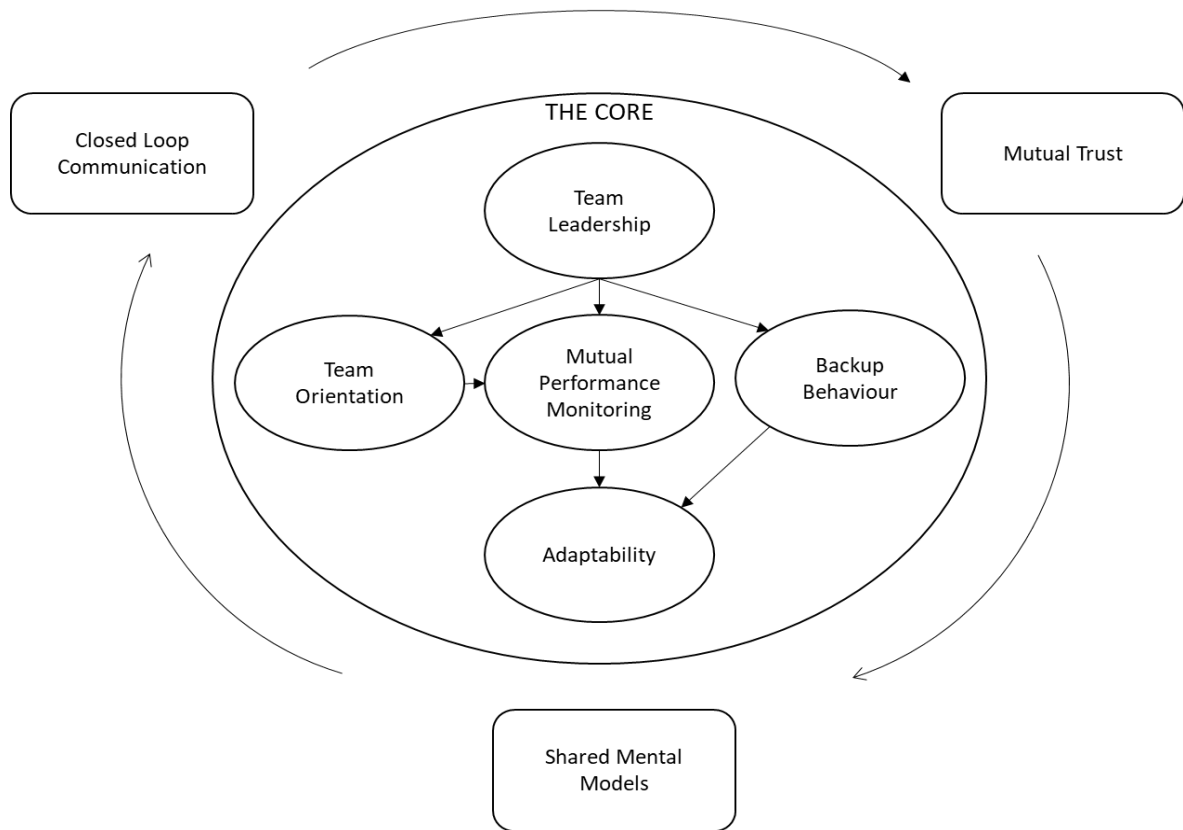 THE CORE
Closed Loop
Communication
Mutual Trust
Team
Leadership
Team
Orientation
Mutual
Performance
Monitoring
Backup
Behaviour
Adaptability
Shared Mental
Models